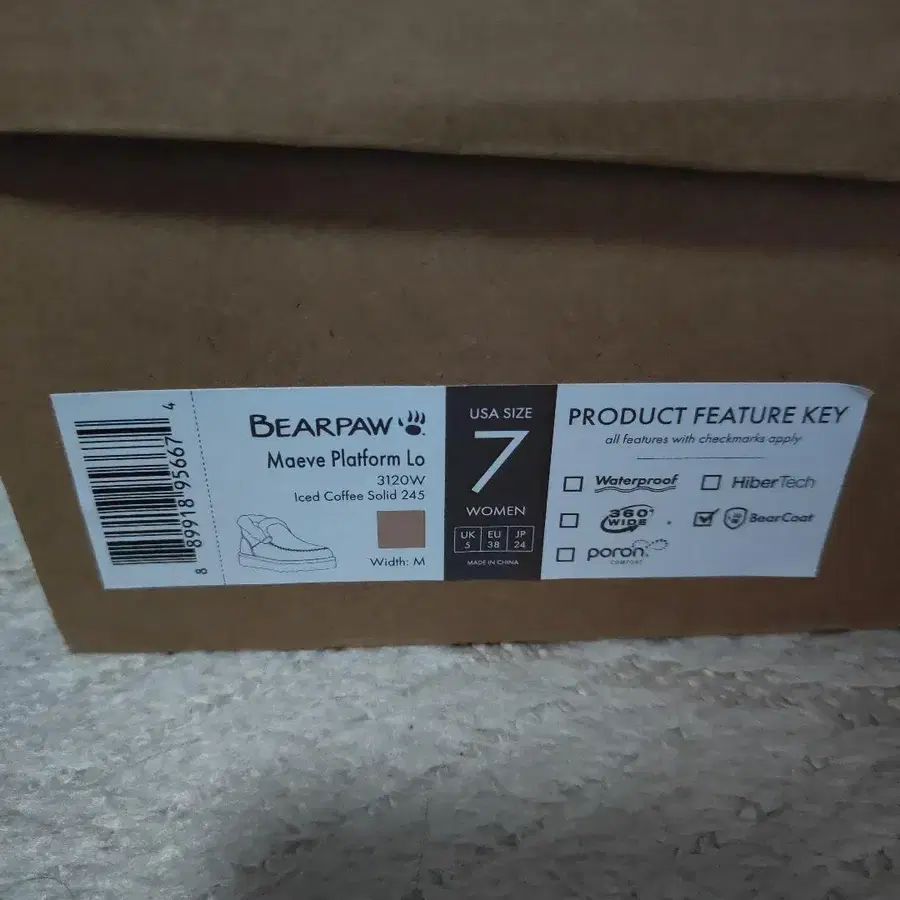 8 89918 95667 4
BEARPAW
Maeve Platform Lo
3120W
Iced Coffee Solid 245
Width: M
USA SIZE
7
WOMEN
UK EU JP
5 38 24
MADE IN CHINA
PRODUCT FEATURE KEY
all features with checkmarks apply
Waterproof HiberTech
360° WIDE BearCoat
poron
COMFORT